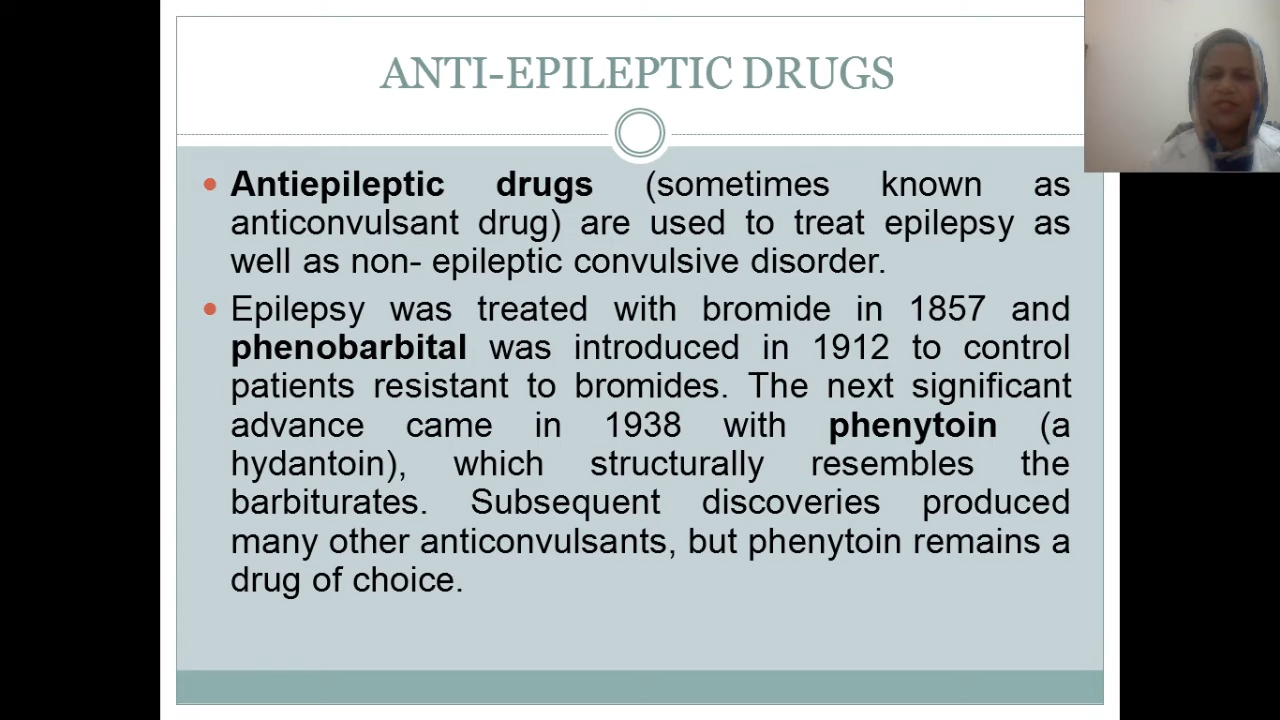 ANTI-EPILEPTIC DRUGS
Antiepileptic drugs (sometimes known as
anticonvulsant drug) are used to treat epilepsy as
well as non- epileptic convulsive disorder.
Epilepsy was treated with bromide in 1857 and
phenobarbital was introduced in 1912 to control
patients resistant to bromides. The next significant
advance came in 1938 with phenytoin (a
hydantoin), which structurally resembles the
barbiturates. Subsequent discoveries produced
many other anticonvulsants, but phenytoin remains a
drug of choice.